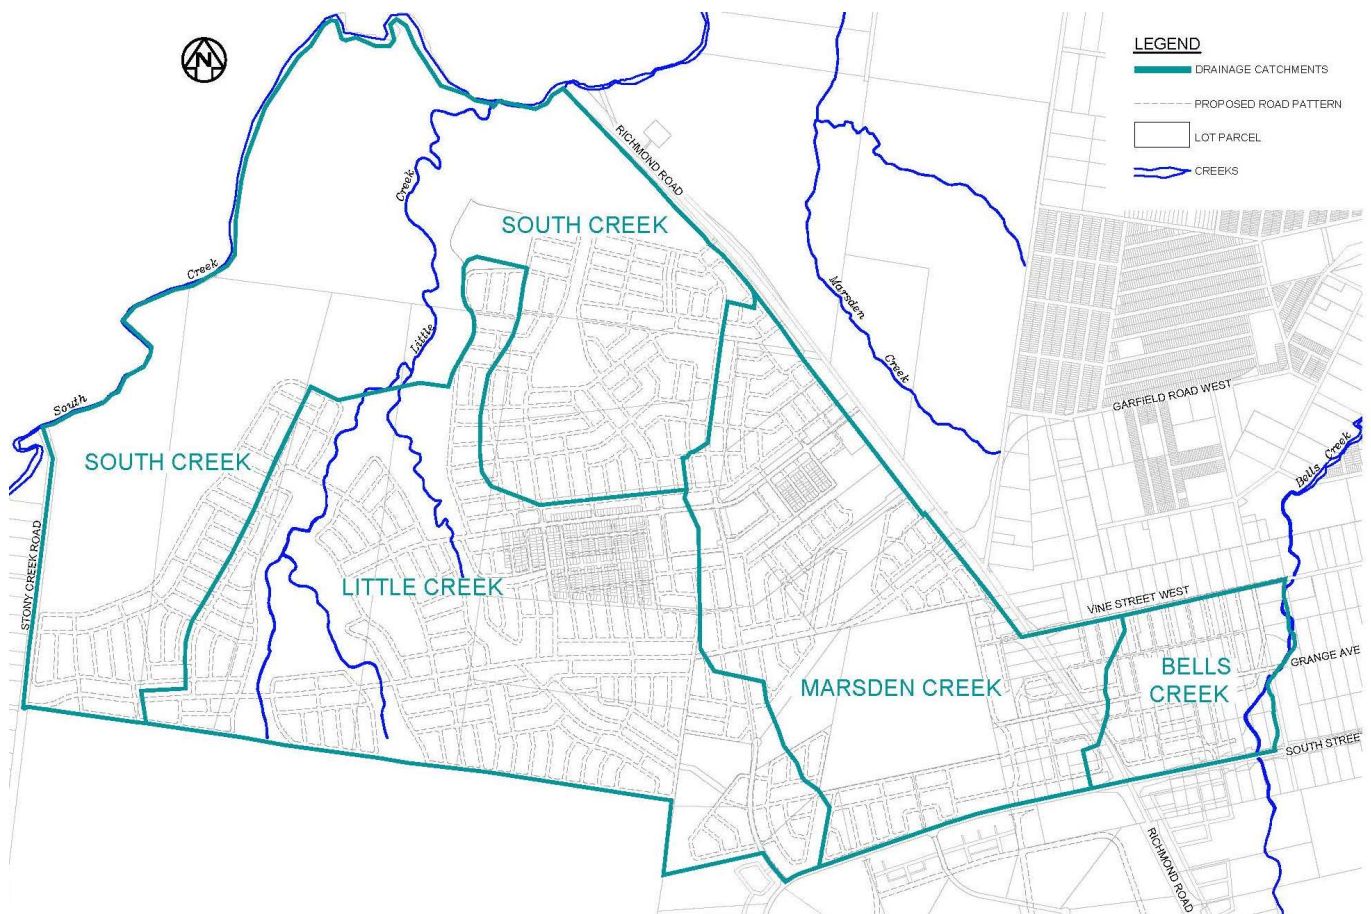 N
LEGEND
DRAINAGE CATCHMENTS
PROPOSED ROAD PATTERN
LOT PARCEL
CREEKS
RICHMOND ROAD
Creek
SOUTH CREEK
Creek
Little
Marsden
Creek
South
GARFIELD ROAD WEST
Bells Creek
SOUTH CREEK
STONY CREEK ROAD
LITTLE CREEK
VINE STREET WEST
GRANGE AVE
BELLS
CREEK
MARSDEN CREEK
SOUTH STREE
RICHMOND ROAD